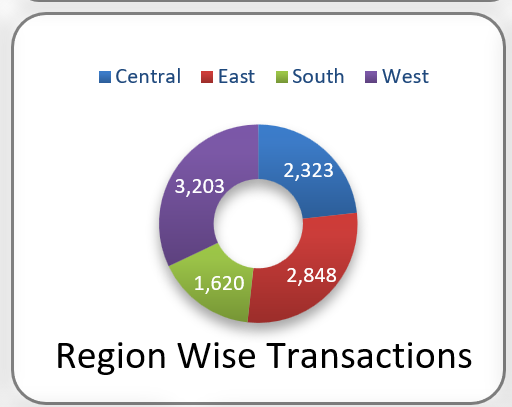 Central East South West
2,323
3,203
2,848
1,620
Region Wise Transactions